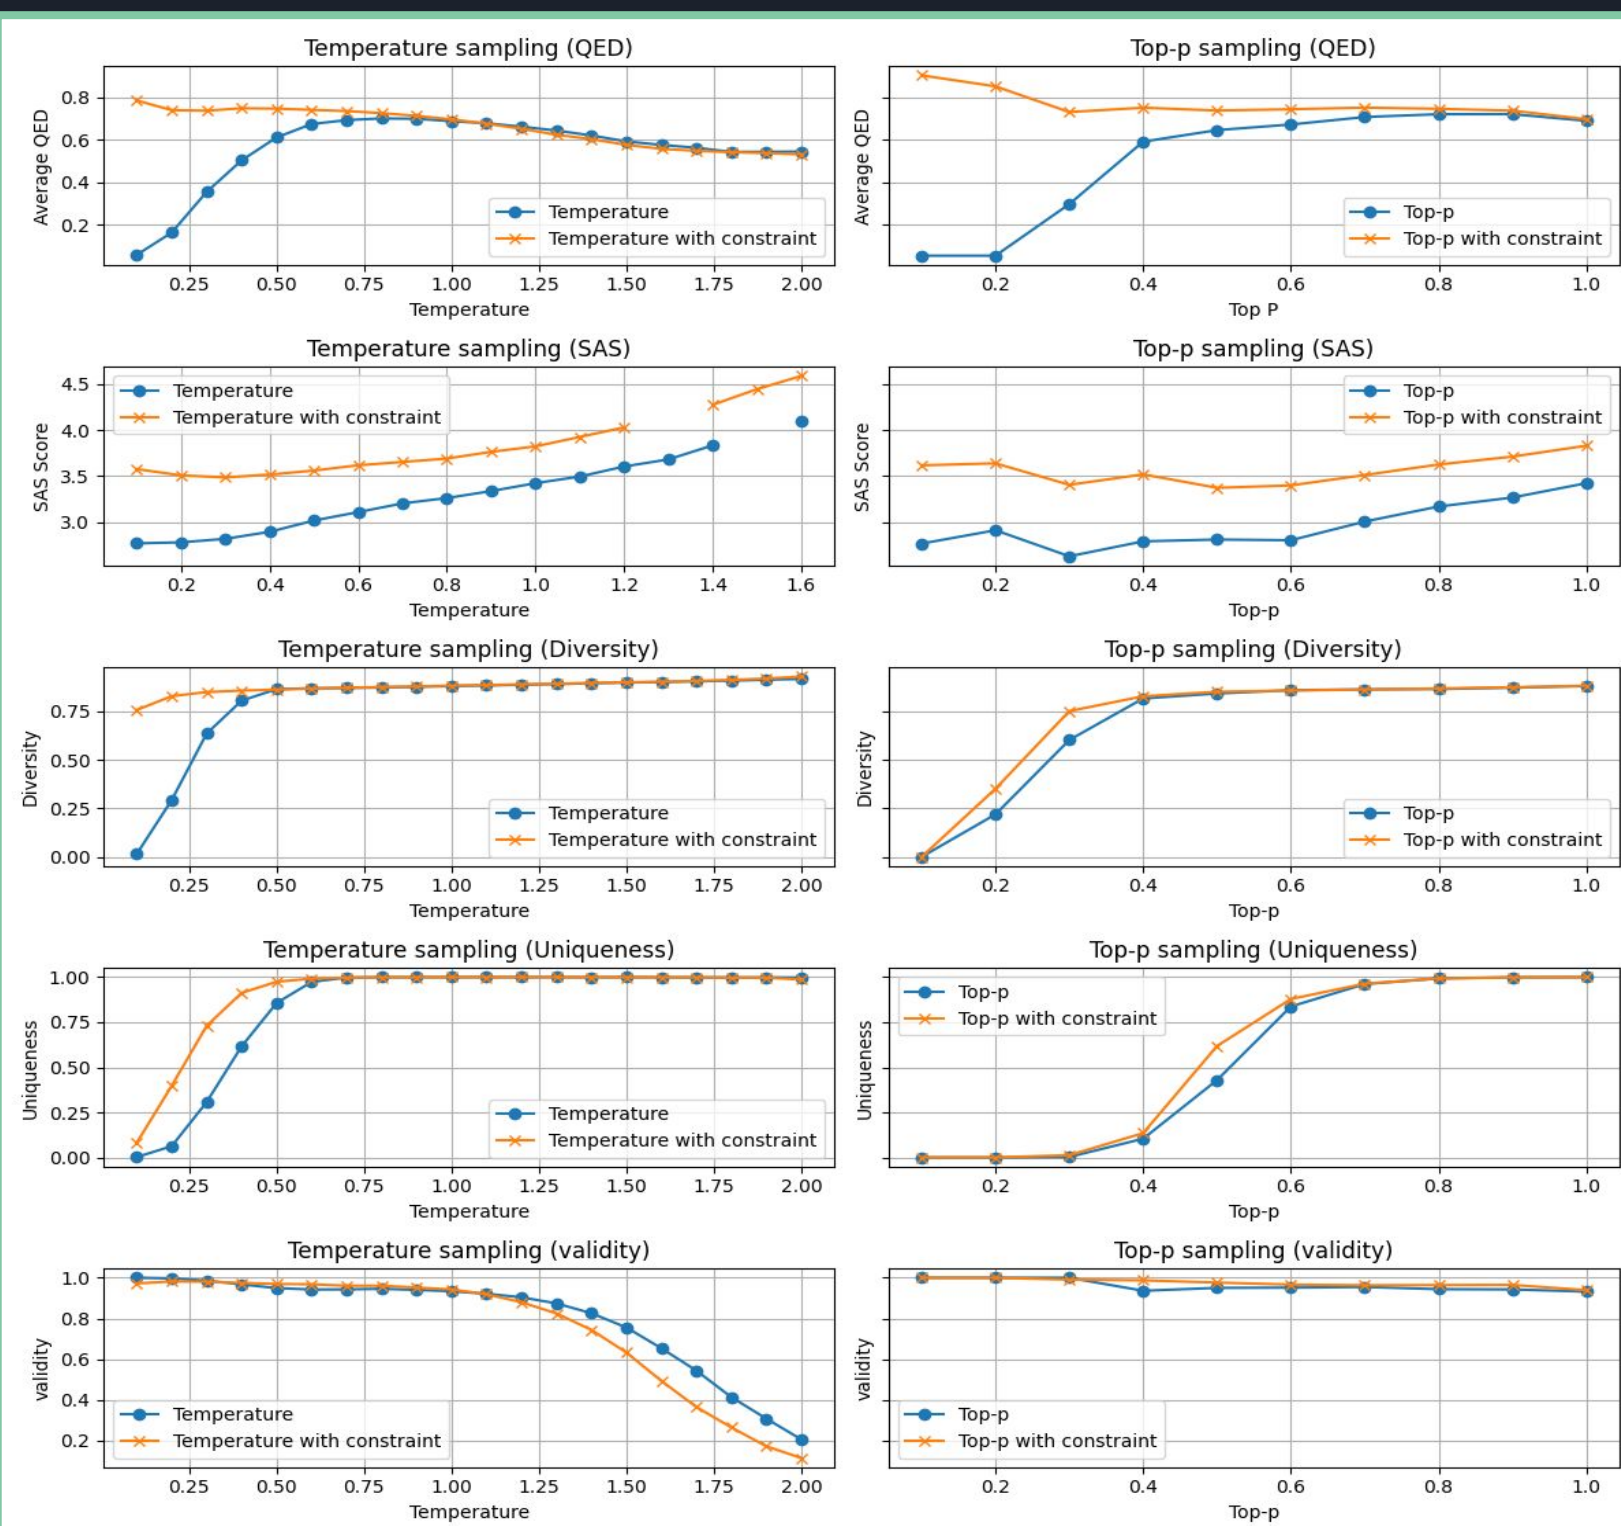 Temperature sampling (QED)
Average QED
0.8
0.6
0.4
0.2
Temperature
Temperature with constraint
0.25 0.50 0.75 1.00 1.25 1.50 1.75 2.00
Temperature
Top-p sampling (QED)
Average QED
Top-p
Top-p with constraint
0.2 0.4 0.6 0.8 1.0
Top P
Temperature sampling (SAS)
SAS Score
4.5
4.0
3.5
3.0
Temperature
Temperature with constraint
0.2 0.4 0.6 0.8 1.0 1.2 1.4 1.6
Temperature
Top-p sampling (SAS)
SAS Score
Top-p
Top-p with constraint
0.2 0.4 0.6 0.8 1.0
Top-p
Temperature sampling (Diversity)
Diversity
0.75
0.50
0.25
0.00
Temperature
Temperature with constraint
0.25 0.50 0.75 1.00 1.25 1.50 1.75 2.00
Temperature
Top-p sampling (Diversity)
Diversity
Top-p
Top-p with constraint
0.2 0.4 0.6 0.8 1.0
Top-p
Temperature sampling (Uniqueness)
Uniqueness
1.00
0.75
0.50
0.25
0.00
Temperature
Temperature with constraint
0.25 0.50 0.75 1.00 1.25 1.50 1.75 2.00
Temperature
Top-p sampling (Uniqueness)
Uniqueness
Top-p
Top-p with constraint
0.2 0.4 0.6 0.8 1.0
Top-p
Temperature sampling (validity)
validity
1.0
0.8
0.6
0.4
0.2
Temperature
Temperature with constraint
0.25 0.50 0.75 1.00 1.25 1.50 1.75 2.00
Temperature
Top-p sampling (validity)
validity
Top-p
Top-p with constraint
0.2 0.4 0.6 0.8 1.0
Top-p